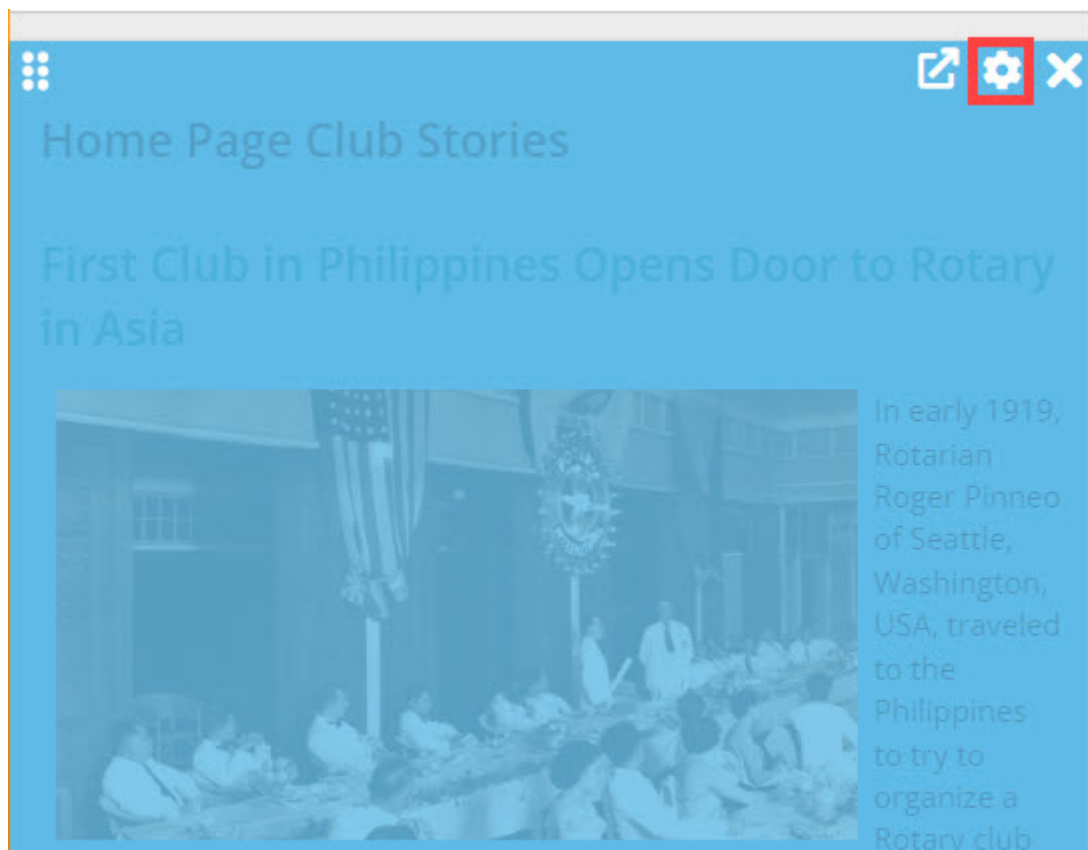 Home Page Club Stories
First Club in Philippines Opens Door to Rotary
in Asia
In early 1919,
Rotarian
Roger Pinneo
of Seattle,
Washington,
USA, traveled
to the
Philippines
to try to
organize a
Rotary club